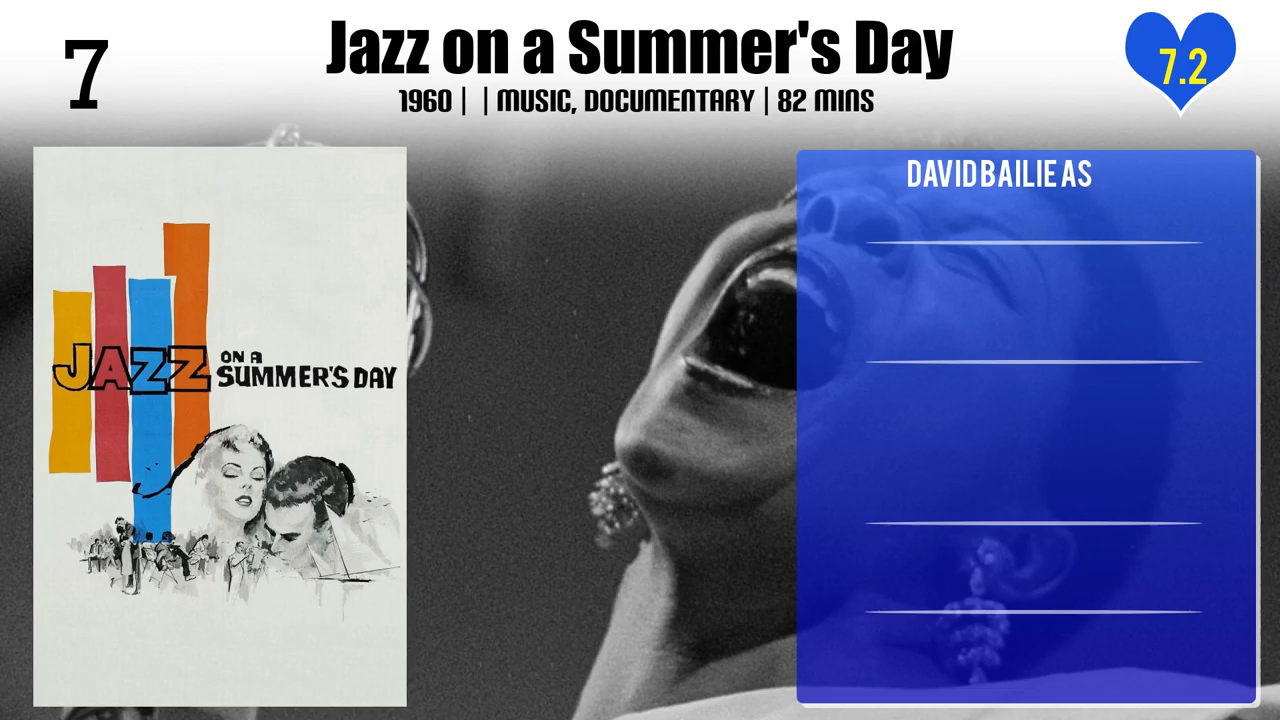 7
Jazz on a Summer's Day
7.2
1960 | | MUSIC, DOCUMENTARY | 82 MINS
DAVID BAILIE AS
JAZZ
ON A
SUMMER'S DAY